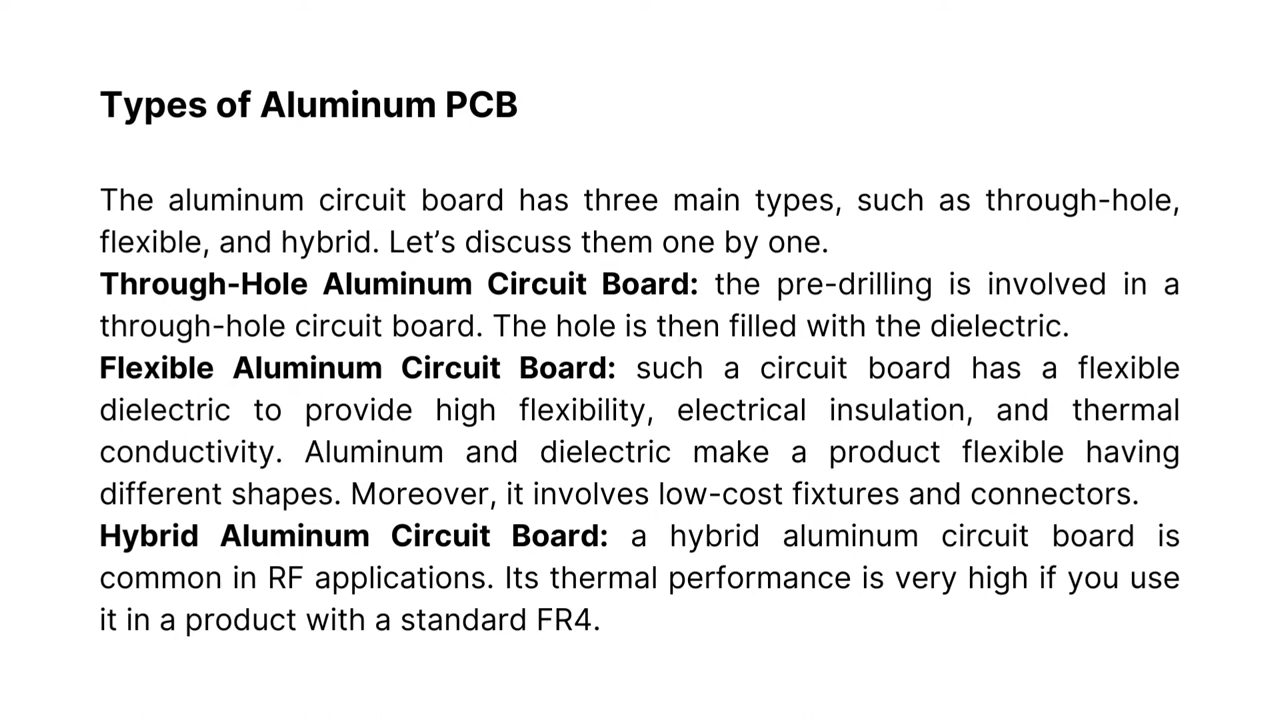 Types of Aluminum PCB
The aluminum circuit board has three main types, such as through-hole,
flexible, and hybrid. Let’s discuss them one by one.
Through-Hole Aluminum Circuit Board: the pre-drilling is involved in a
through-hole circuit board. The hole is then filled with the dielectric.
Flexible Aluminum Circuit Board: such a circuit board has a flexible
dielectric to provide high flexibility, electrical insulation, and thermal
conductivity. Aluminum and dielectric make a product flexible having
different shapes. Moreover, it involves low-cost fixtures and connectors.
Hybrid Aluminum Circuit Board: a hybrid aluminum circuit board is
common in RF applications. Its thermal performance is very high if you use
it in a product with a standard FR4.